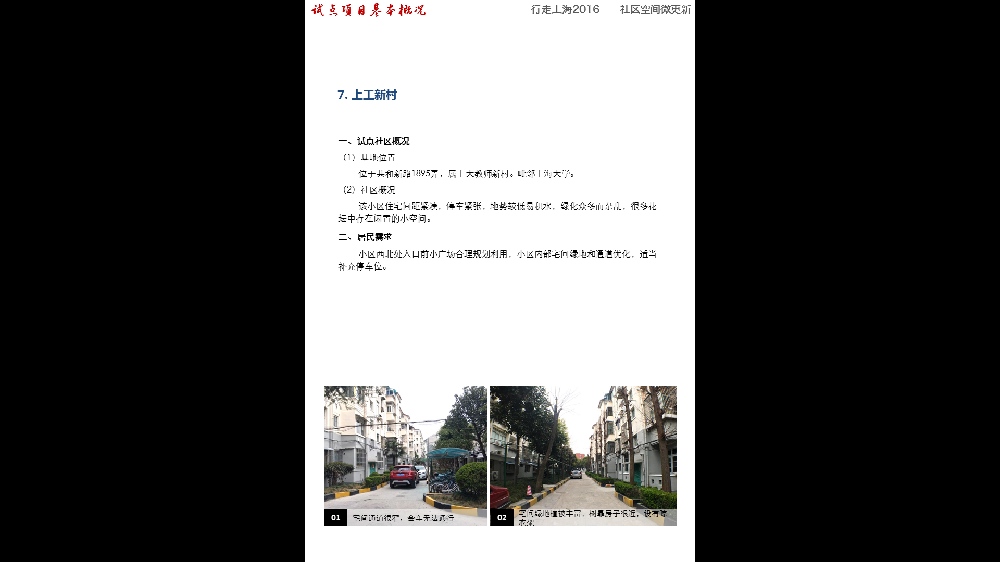 试点项目基本概况
行走上海2016——社区空间微更新
7. 上工新村
一、试点社区概况
（1）基地位置
位于共和新路1895弄，属上大教师新村。毗邻上海大学。
（2）社区概况
该小区住宅间距紧凑，停车紧张，地势较低易积水，绿化众多而杂乱，很多花
坛中存在闲置的小空间。
二、居民需求
小区西北处入口前小广场合理规划利用，小区内部宅间绿地和通道优化，适当
补充停车位。
01 宅间通道很窄，会车无法通行
02 宅间绿地植被丰富，树靠房子很近，设有晾
衣架